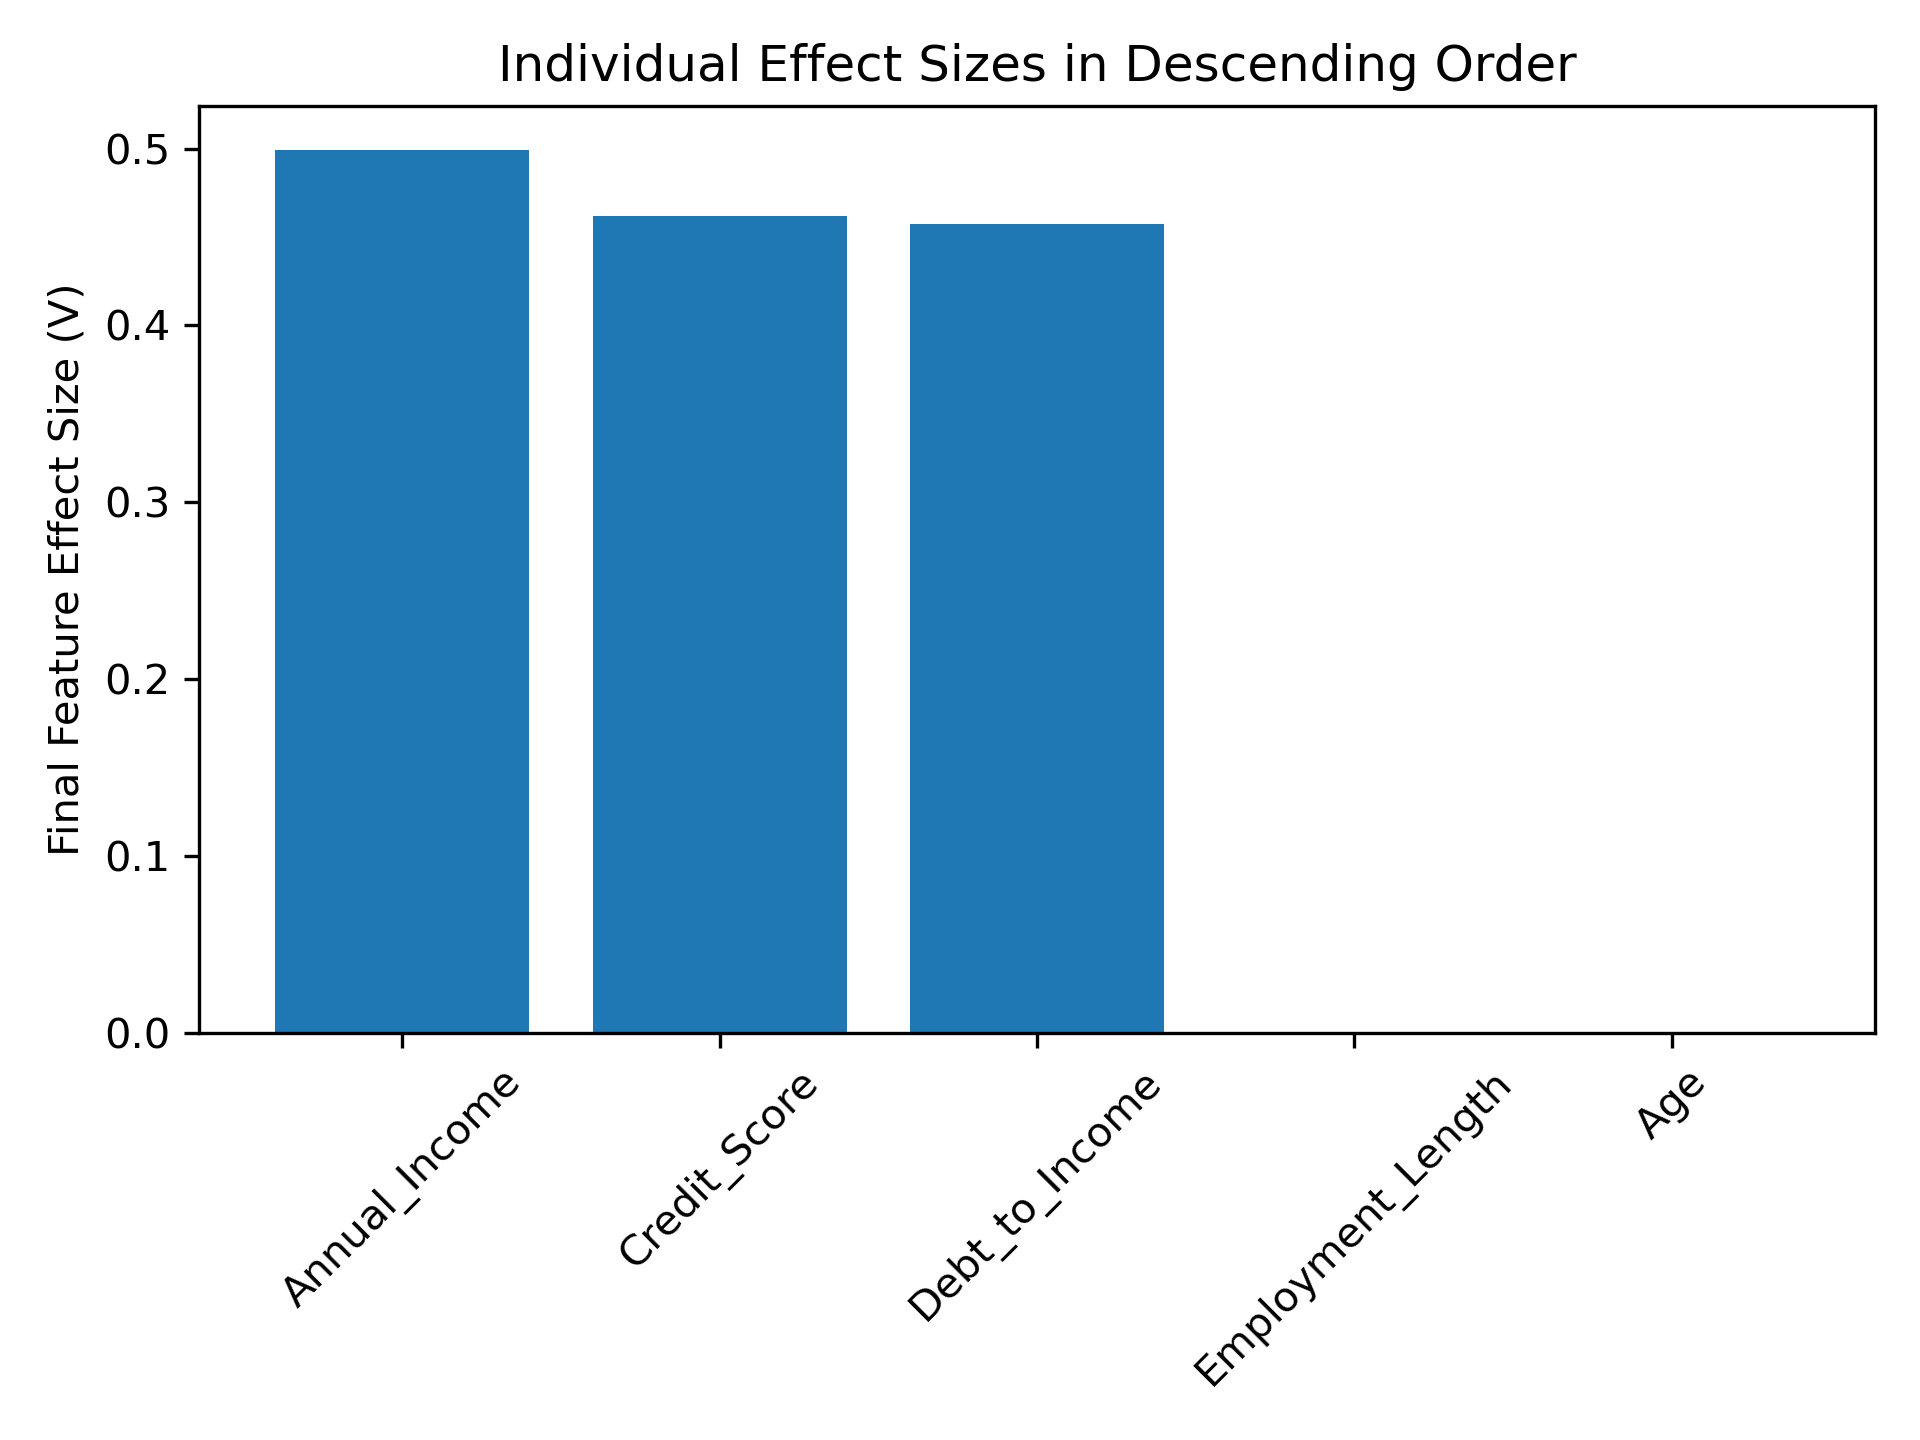 Individual Effect Sizes in Descending Order
Final Feature Effect Size (V)
0.5
0.4
0.3
0.2
0.1
0.0
Annual_Income
Credit_Score
Debt_to_Income
Employment_Length
Age